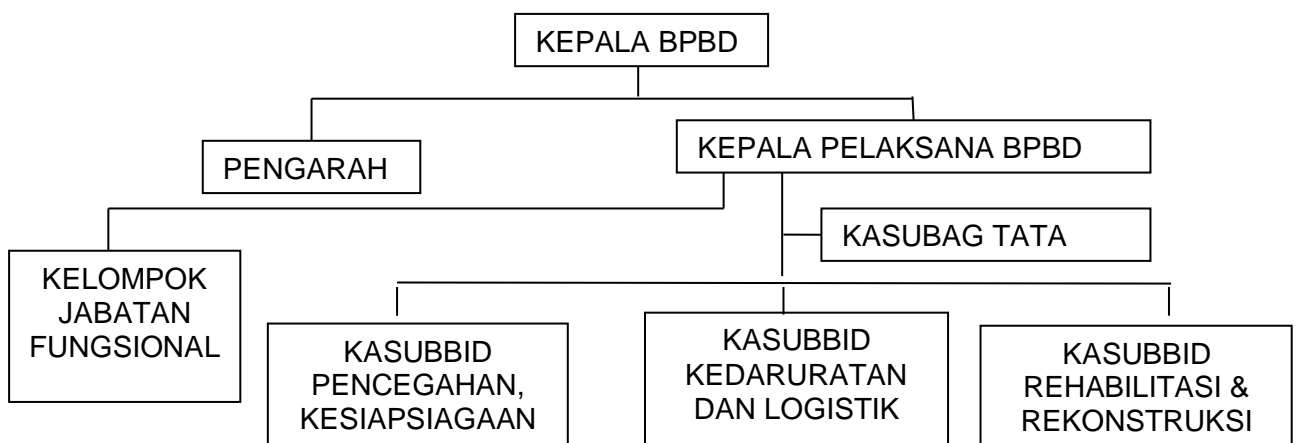 KEPALA BPBD
PENGARAH
KEPALA PELAKSANA BPBD
KASUBAG TATA
KELOMPOK
JABATAN
FUNGSIONAL
KASUBBID
PENCEGAHAN,
KESIAPSIAGAAN
KASUBBID
KEDARURATAN
DAN LOGISTIK
KASUBBID
REHABILITASI &
REKONSTRUKSI